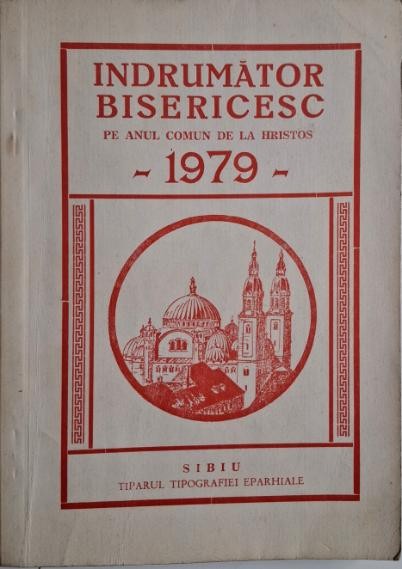 INDRUMĂTOR
BISERICESC
PE ANUL COMUN DE LA HRISTOS
- 1979 -
SIBIU
TIPARUL TIPOGRAFIEI EPARHIALE